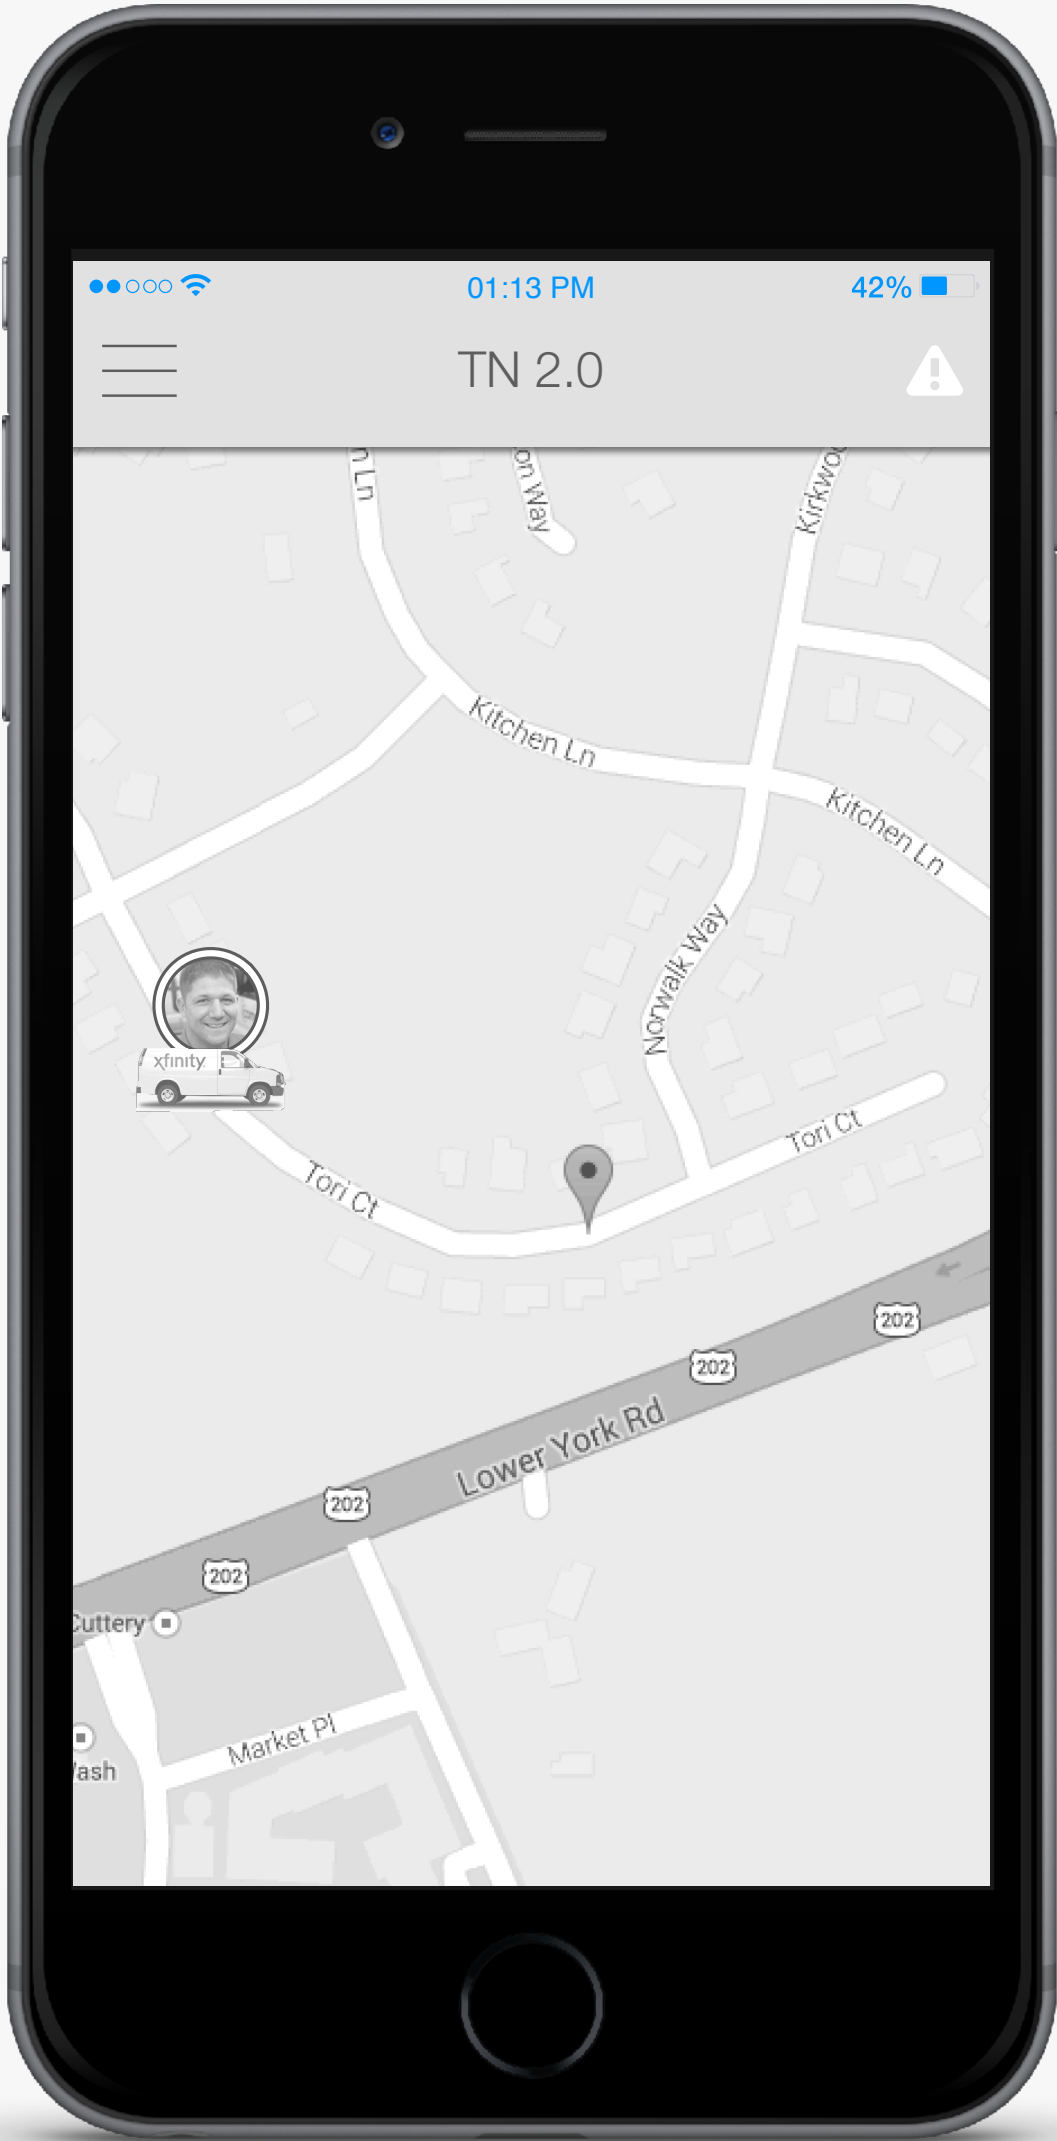 01:13 PM
42%
TN 2.0
n Ln
on Way
Kirkwoo
Kitchen Ln
Kitchen Ln
Norwalk Way
xfinity
Tori Ct
Tori Ct
202
202
Lower York Rd
202
202
Cuttery
Market Pl
ash